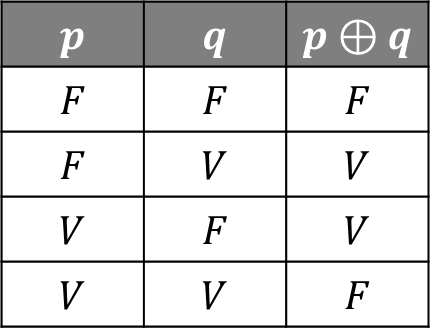 p q p ⊕ q
F F F
F V V
V F V
V V F